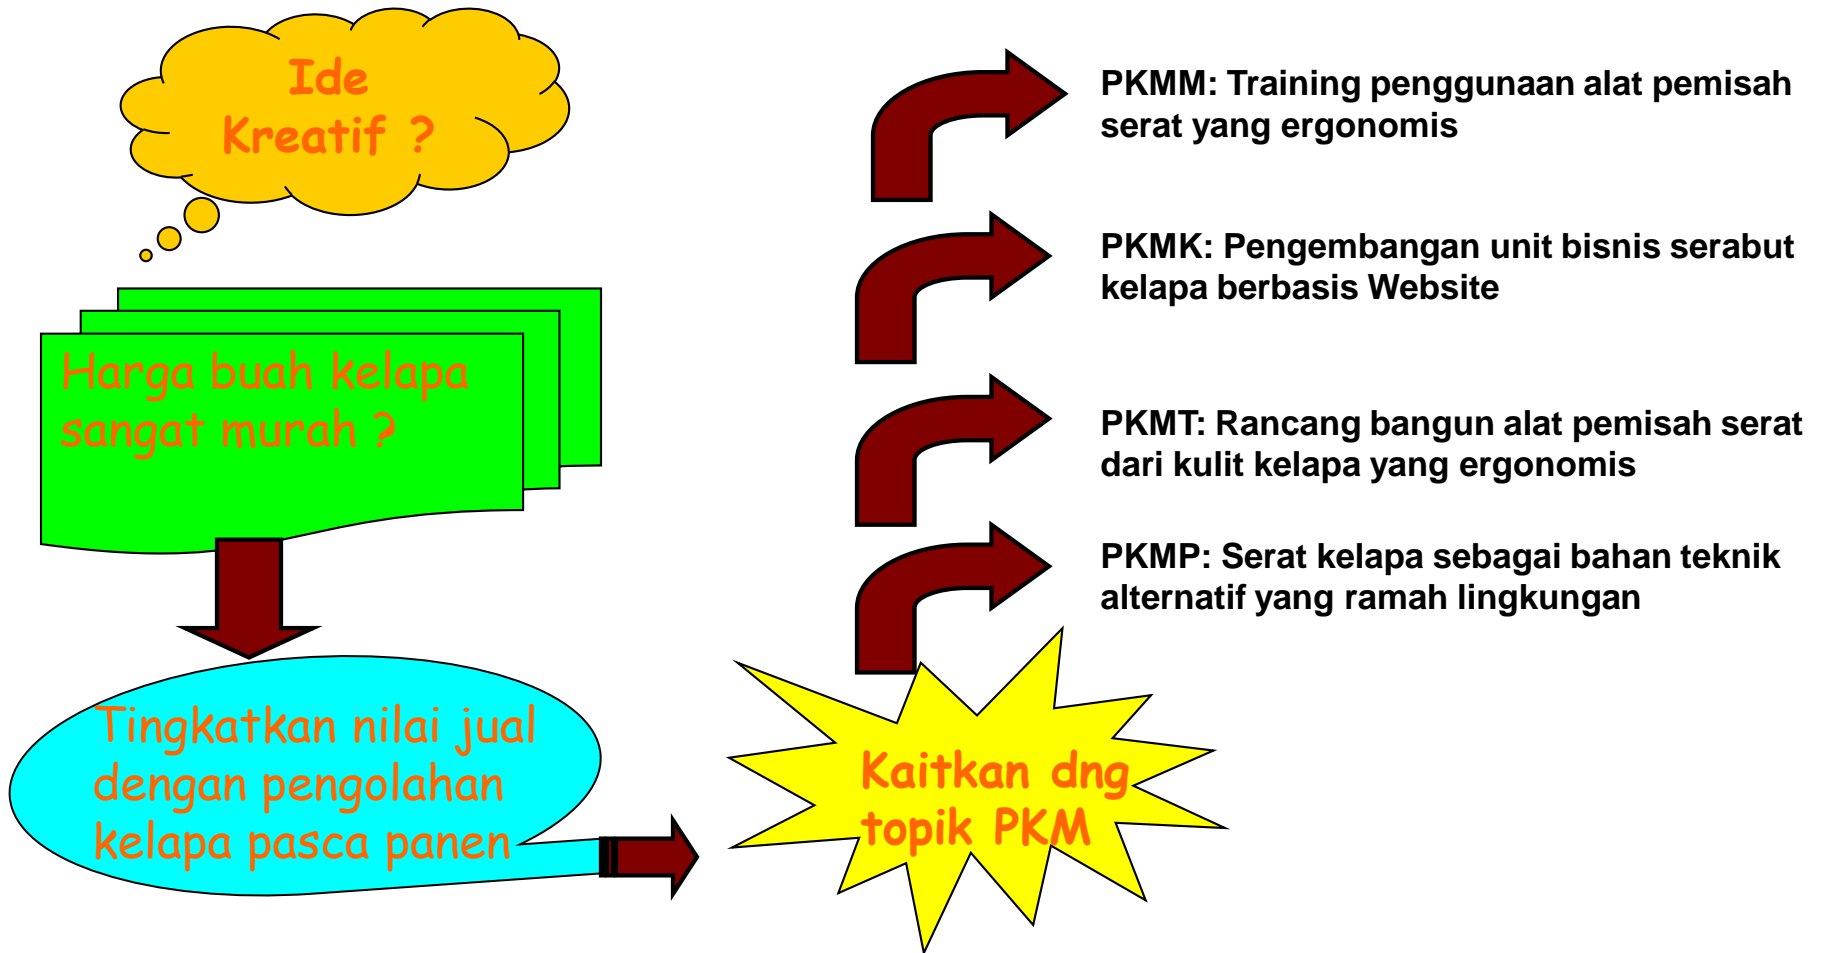 Ide
Kreatif ?
Harga buah kelapa
sangat murah ?
Tingkatkan nilai jual
dengan pengolahan
kelapa pasca panen
Kaitkan dng
topik PKM
PKMM: Training penggunaan alat pemisah
serat yang ergonomis
PKMK: Pengembangan unit bisnis serabut
kelapa berbasis Website
PKMT: Rancang bangun alat pemisah serat
dari kulit kelapa yang ergonomis
PKMP: Serat kelapa sebagai bahan teknik
alternatif yang ramah lingkungan